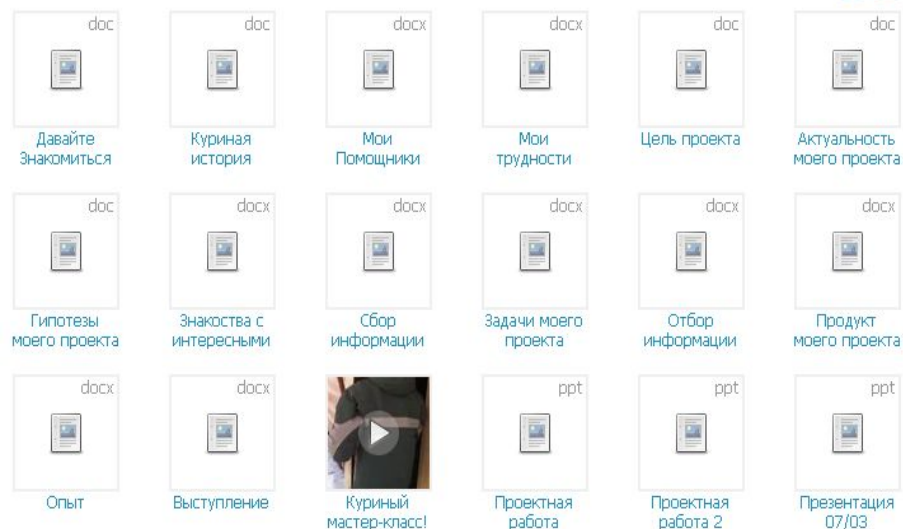 doc doc docx docx doc doc
Давайте Знакомиться
Куриная история
Мои Помощники
Мои трудности
Цель проекта
Актуальность моего проекта
doc docx docx docx docx docx
Гипотезы моего проекта
Знакоства с интересными
Сбор информации
Задачи моего проекта
Отбор информации
Продукт моего проекта
docx docx ppt ppt ppt
Опыт
Выступление
Куриный мастер-класс!
Проектная работа
Проектная работа 2
Презентация 07/03